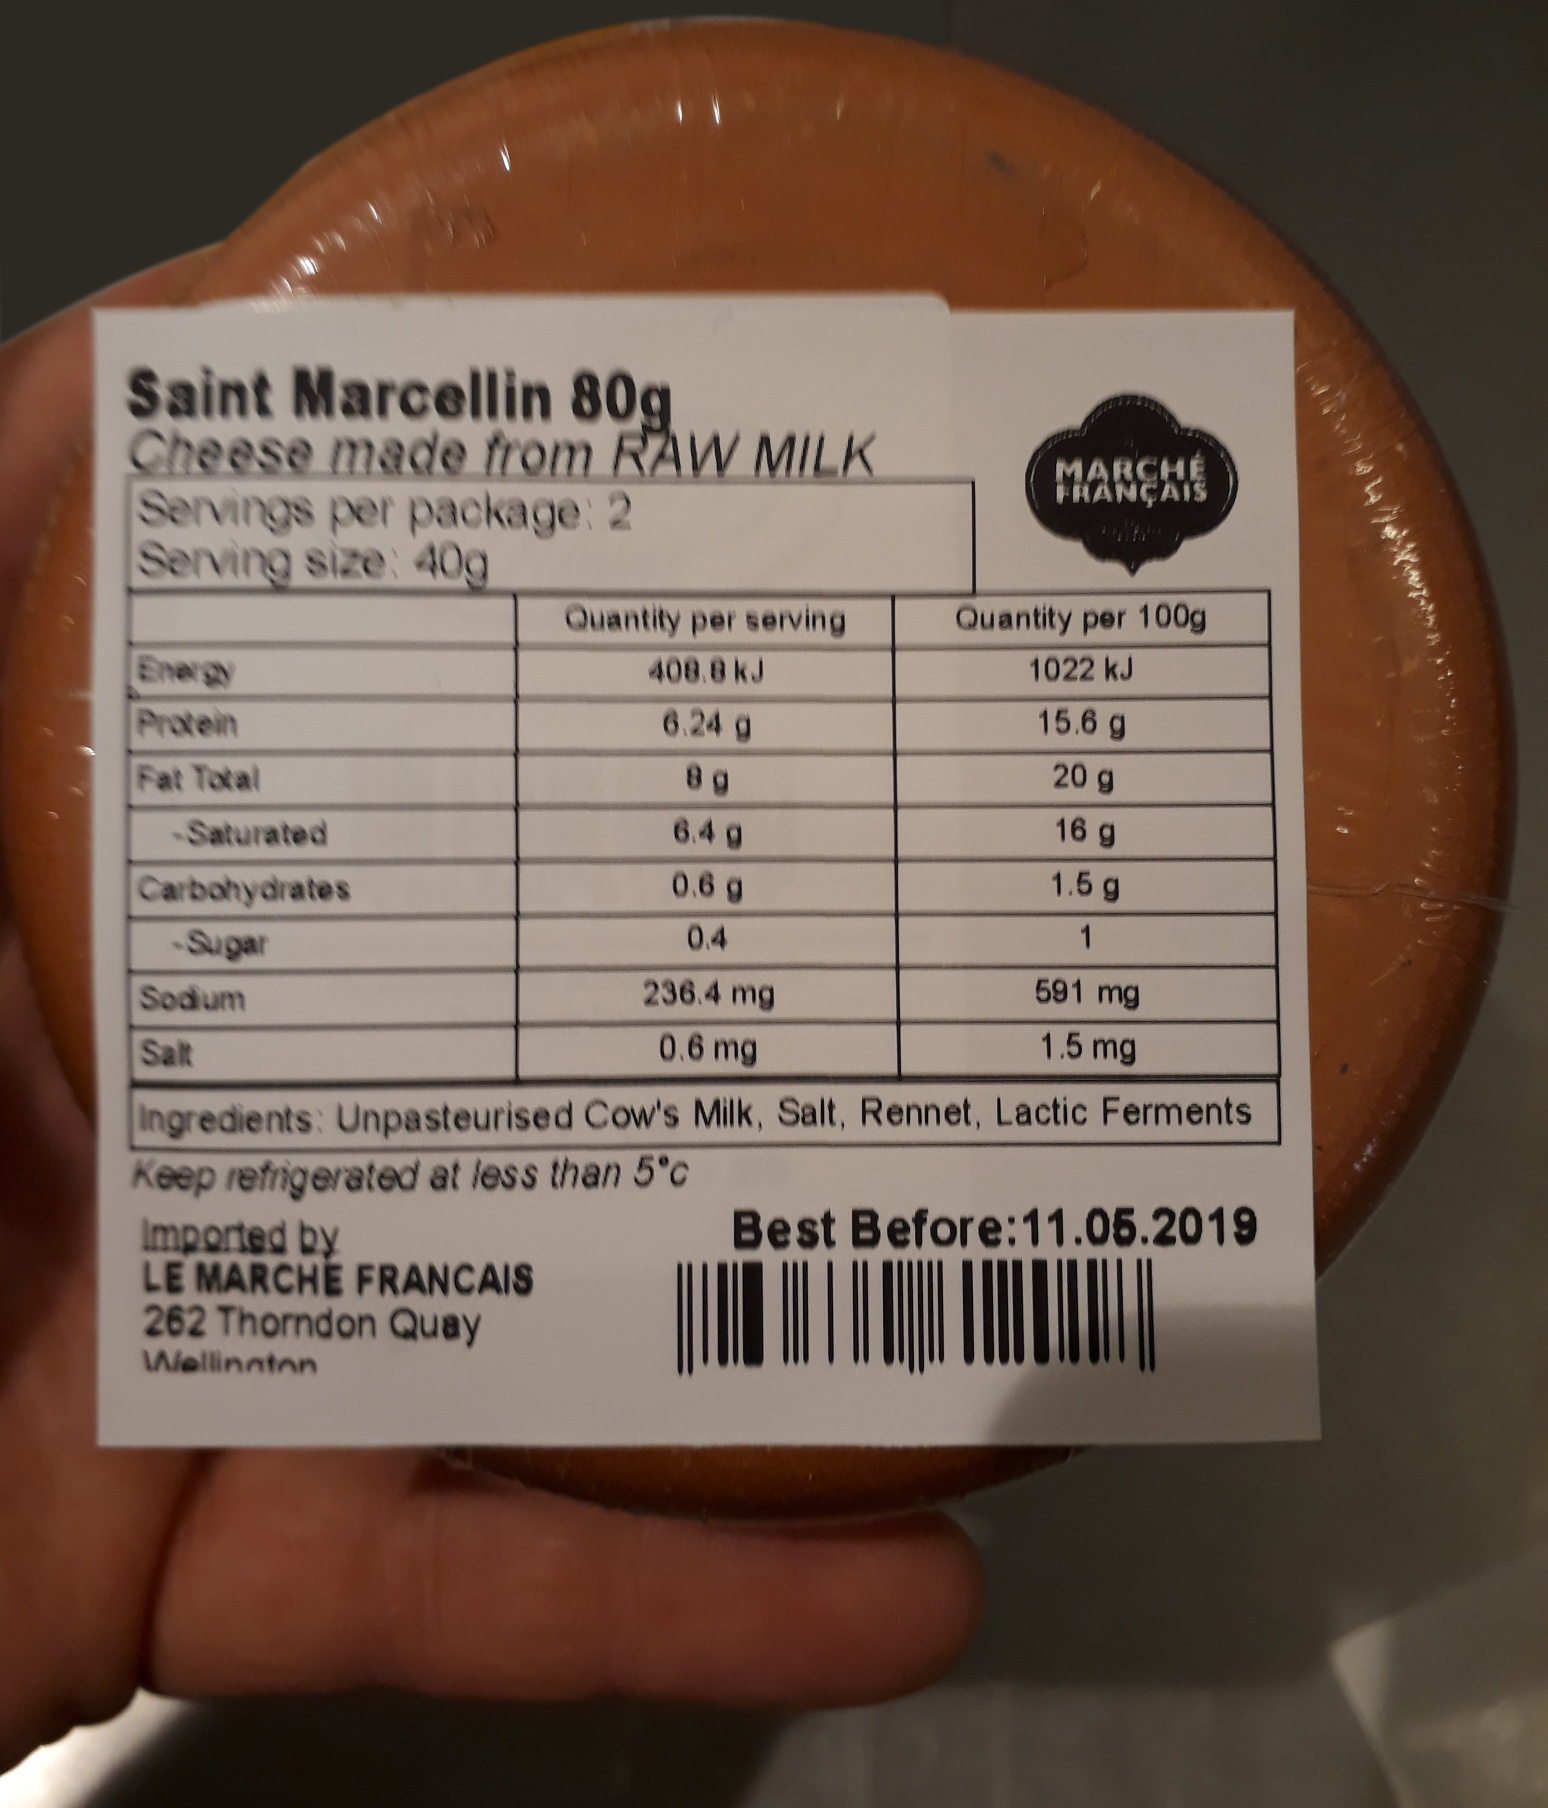 Saint Marcellin 80g
Cheese made from RAW MILK
MARCHÉ
FRANÇAIS
Servings per package: 2
Serving size: 40g
Quantity per serving Quantity per 100g
Energy 408.8 kJ 1022 kJ
Protein 6.24 g 15.6 g
Fat Total 8 g 20 g
-Saturated 6.4 g 16 g
Carbohydrates 0.6 g 1.5 g
-Sugar 0.4 1
Sodium 236.4 mg 591 mg
Salt 0.6 mg 1.5 mg
Ingredients: Unpasteurised Cow's Milk, Salt, Rennet, Lactic Ferments
Keep refrigerated at less than 5°c
Best Before:11.05.2019
Imported by
LE MARCHÉ FRANCAIS
262 Thorndon Quay
Wellington